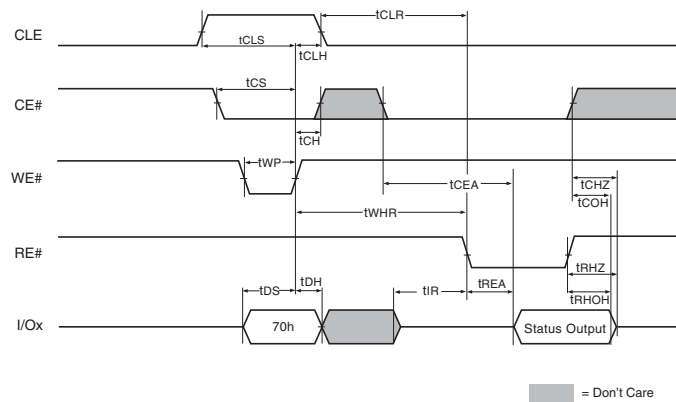 tCLR
CLE
tCLS
tCLH
tCS
CE#
tCH
tWP
WE#
tCEA
tCHZ
tCOH
tWHR
RE#
tRHZ
tDS
tDH
tIR
tREA
tRHOH
I/Ox
70h
Status Output
= Don't Care